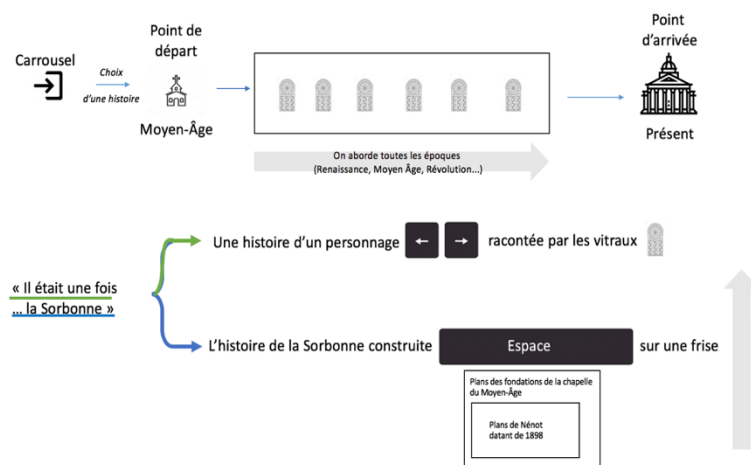 Carrousel
Choix
d'une histoire
Point de
départ
Moyen-Âge
Point
d'arrivée
Présent
On aborde toutes les époques
(Renaissance, Moyen Âge, Révolution...)
« Il était une fois
... la Sorbonne »
Une histoire d'un personnage ← → racontée par les vitraux
L'histoire de la Sorbonne construite Espace sur une frise
Plans des fondations de la chapelle
du Moyen-Âge
Plans de Nénot
datant de 1898